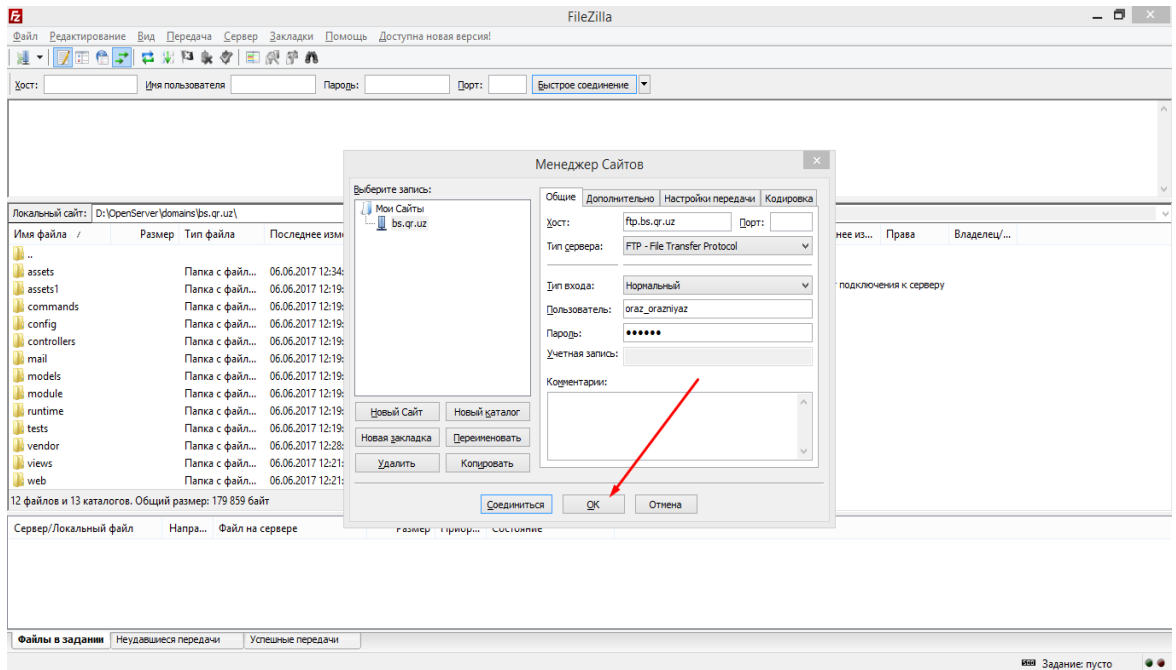 FileZilla
Файл Редактирование Вид Передача Сервер Закладки Помощь Доступна новая версия!
Хост: Имя пользователя Пароль: Порт: Быстрое соединение
Менеджер Сайтов
Выберите запись:
Мои Сайты
bs.qr.uz
Новый Сайт Новый каталог
Новая закладка Переименовать
Удалить Копировать
Общие Дополнительно Настройки передачи Кодировка
Хост: ftp.bs.qr.uz Порт:
Тип сервера: FTP - File Transfer Protocol
Тип входа: Нормальный
Пользователь: oraz_orazniyaz
Пароль: ••••••
Учетная запись:
Комментарии:
Соединиться OK Отмена
Локальный сайт: D:\OpenServer\domains\bs.qr.uz\
Имя файла / Размер Тип файла Последнее изме
..
assets Папка с файл... 06.06.2017 12:34:
assets1 Папка с файл... 06.06.2017 12:19:
commands Папка с файл... 06.06.2017 12:19:
config Папка с файл... 06.06.2017 12:19:
controllers Папка с файл... 06.06.2017 12:19:
mail Папка с файл... 06.06.2017 12:19:
models Папка с файл... 06.06.2017 12:19:
module Папка с файл... 06.06.2017 12:19:
runtime Папка с файл... 06.06.2017 12:19:
tests Папка с файл... 06.06.2017 12:19:
vendor Папка с файл... 06.06.2017 12:28:
views Папка с файл... 06.06.2017 12:21:
web Папка с файл... 06.06.2017 12:21:
12 файлов и 13 каталогов. Общий размер: 179 859 байт
нее из... Права Владелец/...
подключения к серверу
Сервер/Локальный файл Напра... Файл на сервере Размер Приор... Состояние
Файлы в задании Неудавшиеся передачи Успешные передачи
Задание: пусто